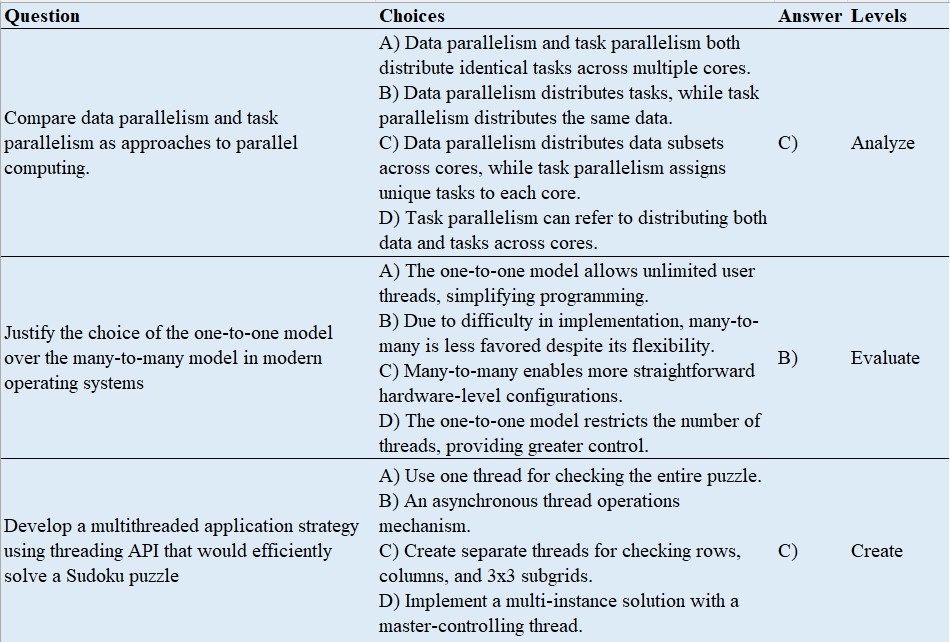 Question Choices Answer Levels
Compare data parallelism and task
parallelism as approaches to parallel
computing.
A) Data parallelism and task parallelism both
distribute identical tasks across multiple cores.
B) Data parallelism distributes tasks, while task
parallelism distributes the same data.
C) Data parallelism distributes data subsets
across cores, while task parallelism assigns
unique tasks to each core.
D) Task parallelism can refer to distributing both
data and tasks across cores.
C)
Analyze
Justify the choice of the one-to-one model
over the many-to-many model in modern
operating systems
A) The one-to-one model allows unlimited user
threads, simplifying programming.
B) Due to difficulty in implementation, many-to-
many is less favored despite its flexibility.
C) Many-to-many enables more straightforward
hardware-level configurations.
D) The one-to-one model restricts the number of
threads, providing greater control.
B)
Evaluate
Develop a multithreaded application strategy
using threading API that would efficiently
solve a Sudoku puzzle
A) Use one thread for checking the entire puzzle.
B) An asynchronous thread operations
mechanism.
C) Create separate threads for checking rows,
columns, and 3x3 subgrids.
D) Implement a multi-instance solution with a
master-controlling thread.
C)
Create